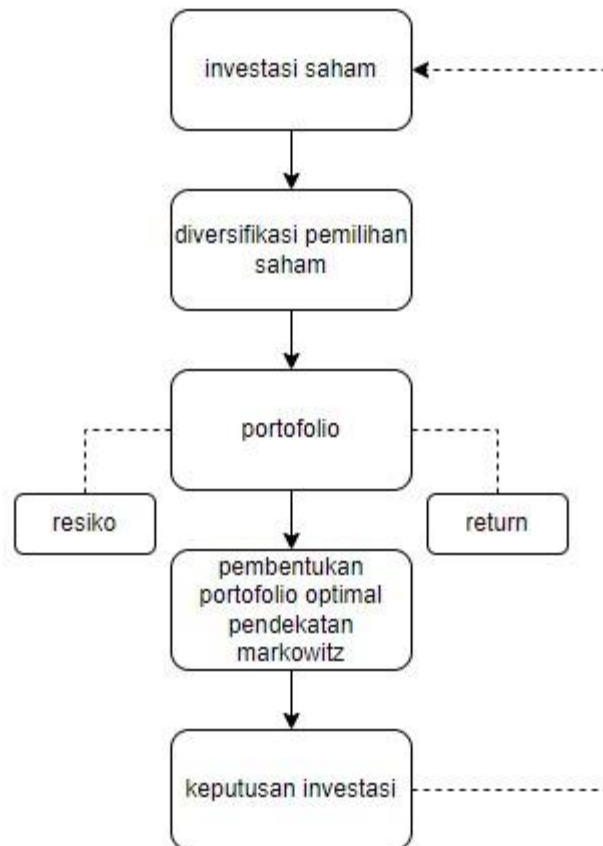 investasi saham
diversifikasi pemilihan
saham
portofolio
resiko
return
pembentukan
portofolio optimal
pendekatan
markowitz
keputusan investasi